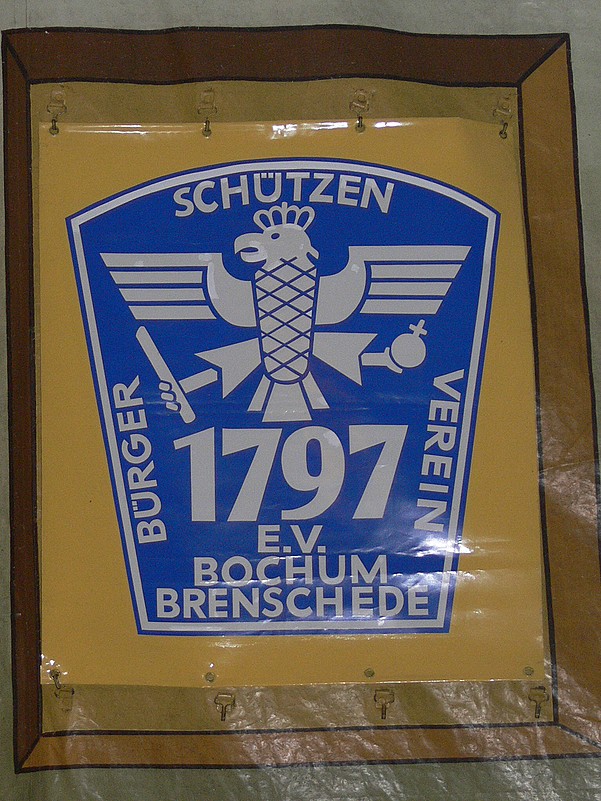 SCHÜTZEN
BÜRGER
VEREIN
1797
E.V.
BOCHUM
BRENSCHEDE